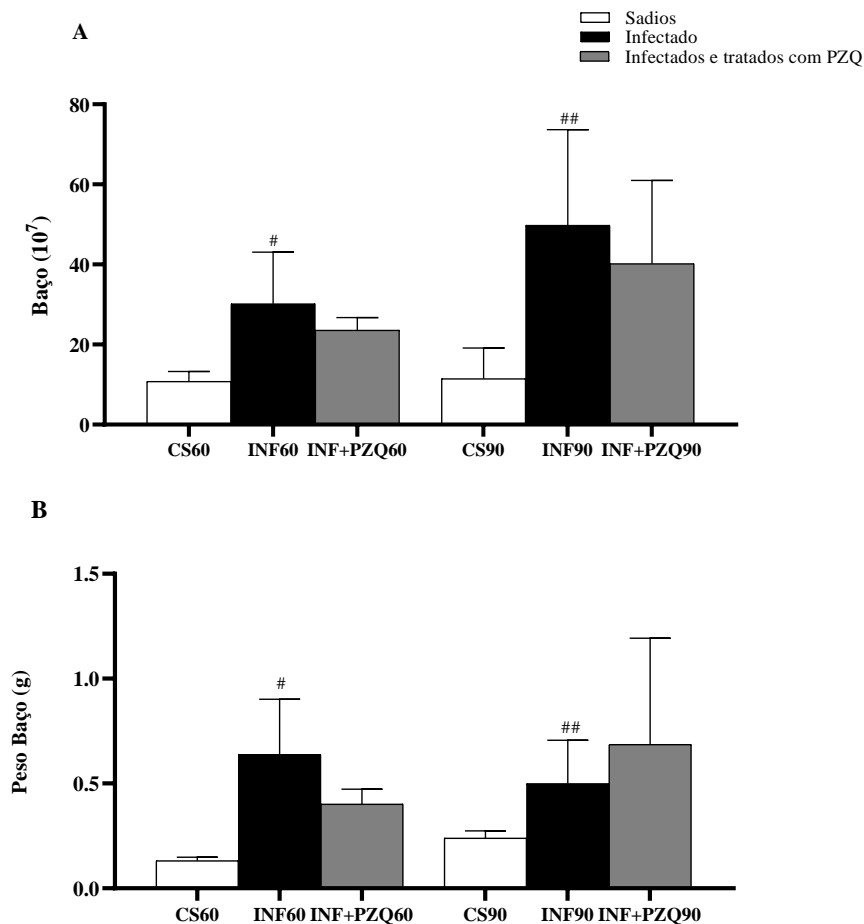 A
Sadios
Infectado
Infectados e tratados com PZQ
Baço (10⁷)
80
60
40
20
0
#
##
CS60 INF60 INF+PZQ60 CS90 INF90 INF+PZQ90
B
Peso Baço (g)
1.5
1.0
0.5
0.0
#
##
CS60 INF60 INF+PZQ60 CS90 INF90 INF+PZQ90